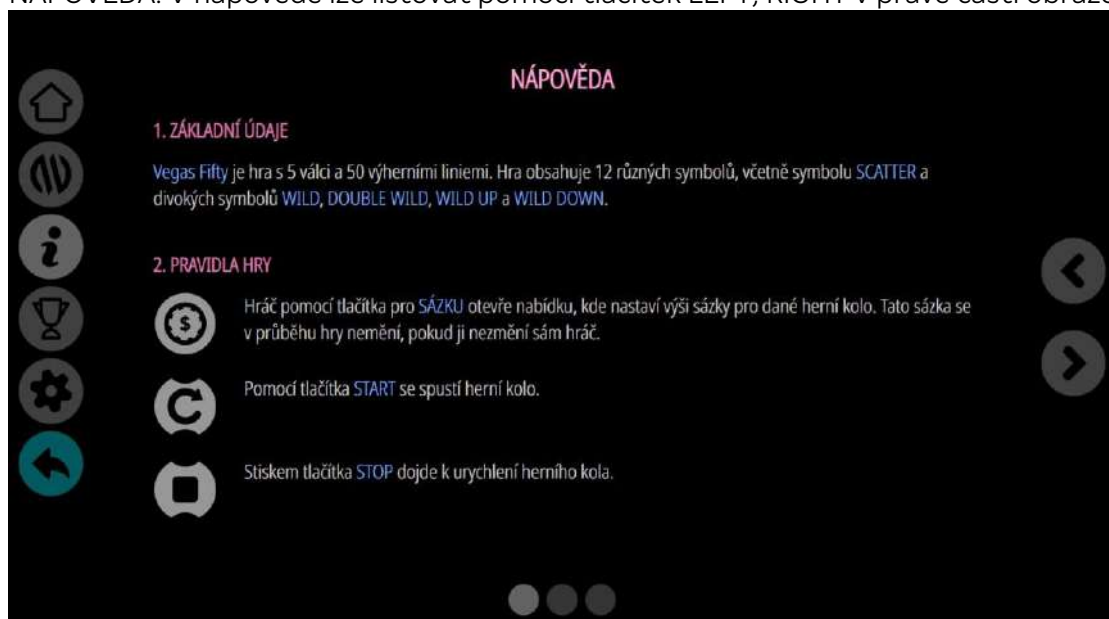 NÁPOVĚDA. V nápovědě lze listovat pomocí tlačítek LEFT, RIGHT v pravé části
NÁPOVĚDA
1. ZÁKLADNÍ ÚDAJE
Vegas Fifty je hra s 5 válci a 50 výherními liniemi. Hra obsahuje 12 různých symbolů, včetně symbolu SCATTER a
divokých symbolů WILD, DOUBLE WILD, WILD UP a WILD DOWN.
2. PRAVIDLA HRY
Hráč pomocí tlačítka pro SÁZKU otevře nabídku, kde nastaví výši sázky pro dané herní kolo. Tato sázka se
v průběhu hry nemění, pokud ji nezmění sám hráč.
Pomocí tlačítka START se spustí herní kolo.
Stiskem tlačítka STOP dojde k urychlení herního kola.